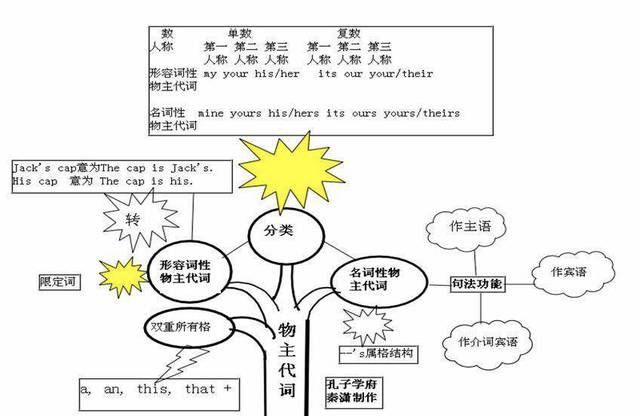 数 单数 复数
人称 第一 第二 第三 第一 第二 第三
人称 人称 人称 人称 人称 人称
形容词性 my your his/her its our your/their
物主代词
名词性 mine yours his/hers its ours yours/theirs
物主代词
Jack's cap意为The cap is Jack's.
His cap 意为 The cap is his.
转
分类
作主语
形容词性
物主代词
名词性物
主代词
限定词
句法功能
作宾语
双重所有格
物主代词
--'s属格结构
作介词宾语
a, an, this, that +
孔子学府
秦潇制作